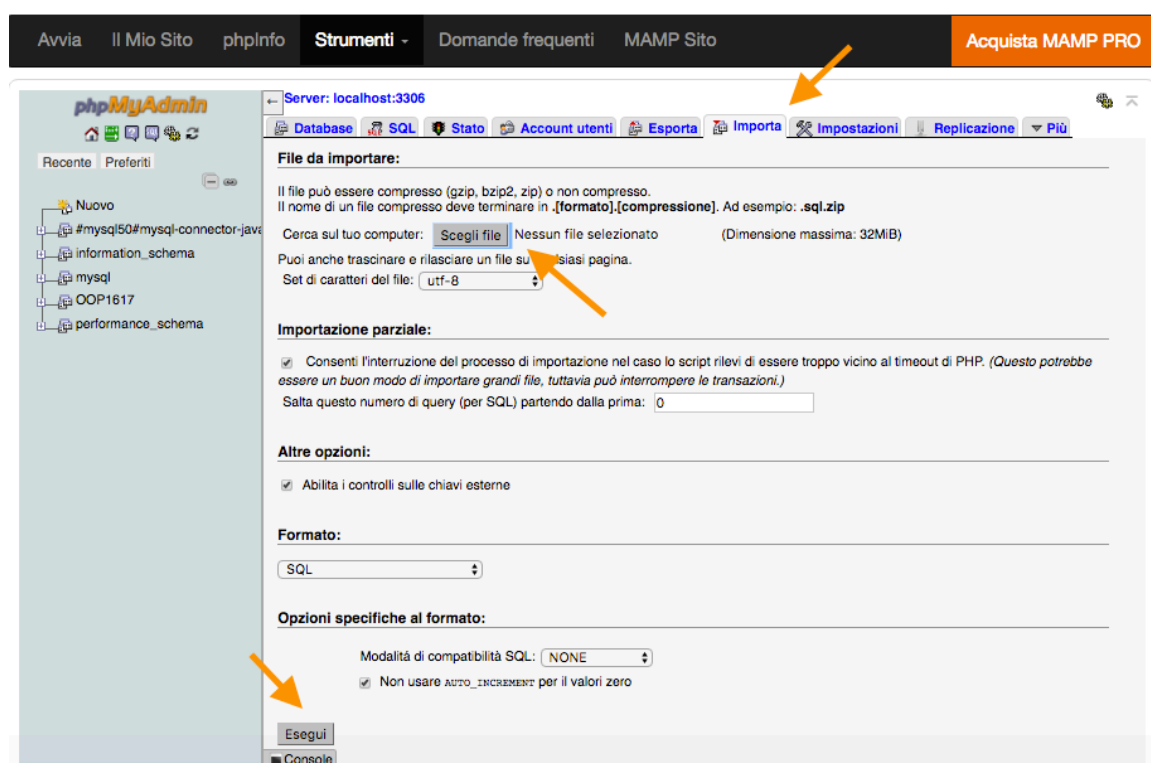 Avvia Il Mio Sito phpInfo Strumenti Domande frequenti MAMP Sito Acquista MAMP PRO
phpMyAdmin
Recente Preferiti
Nuovo
#mysql50#mysql-connector-java
information_schema
mysql
OOP1617
performance_schema
Server: localhost:3306
Database SQL Stato Account utenti Esporta Importa Impostazioni Replicazione Più
File da importare:
Il file può essere compresso (gzip, bzip2, zip) o non compresso.
Il nome di un file compresso deve terminare in .[formato].[compressione]. Ad esempio: .sql.zip
Cerca sul tuo computer: Scegli file Nessun file selezionato (Dimensione massima: 32MiB)
Puoi anche trascinare e rilasciare un file su qualsiasi pagina.
Set di caratteri del file: utf-8
Importazione parziale:
Consenti l'interruzione del processo di importazione nel caso lo script rilevi di essere troppo vicino al timeout di PHP. (Questo potrebbe
essere un buon modo di importare grandi file, tuttavia può interrompere le transazioni.)
Salta questo numero di query (per SQL) partendo dalla prima: 0
Altre opzioni:
Abilita i controlli sulle chiavi esterne
Formato:
SQL
Opzioni specifiche al formato:
Modalità di compatibilità SQL: NONE
Non usare AUTO_INCREMENT per il valori zero
Esegui
Console